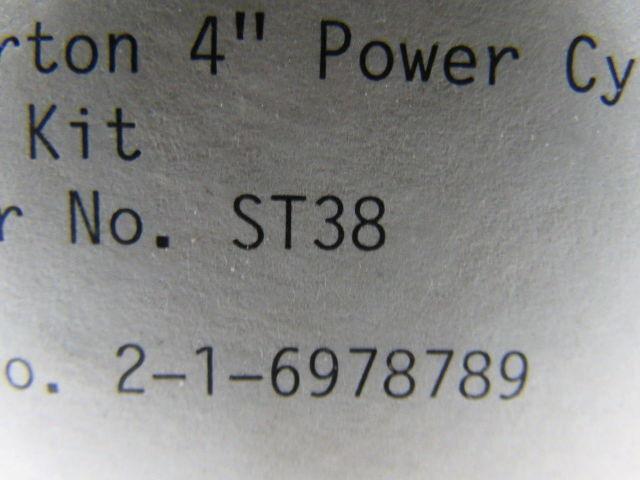 rton 4" Power Cy
Kit
r No. ST38
o. 2-1-6978789